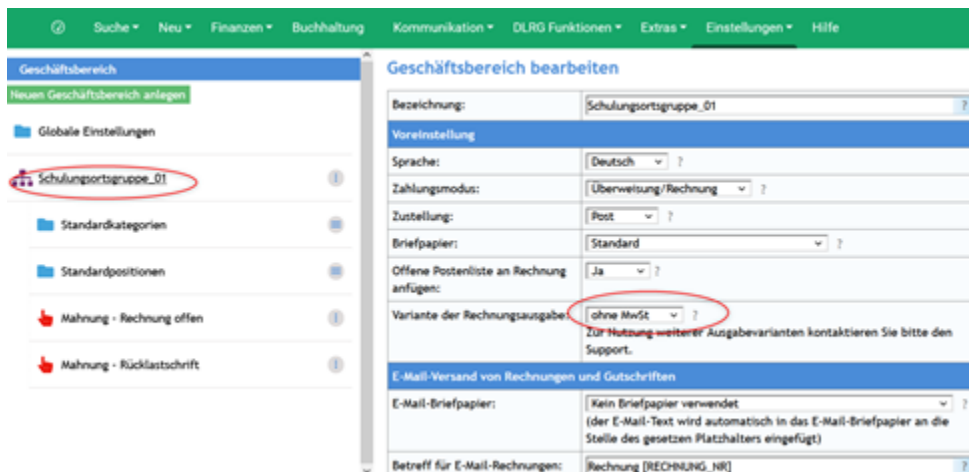 Suche Neu Finanzen Buchhaltung Kommunikation DLRG Funktionen Extras Einstellungen Hilfe
Geschäftsbereich
Neuen Geschäftsbereich anlegen
Globale Einstellungen
Schulungsortsgruppe_01
Standardkategorien
Standardpositionen
Mahnung - Rechnung offen
Mahnung - Rücklastschrift
Geschäftsbereich bearbeiten
Bezeichnung: Schulungsortsgruppe_01 ?
Voreinstellung
Sprache: Deutsch ?
Zahlungsmodus: Überweisung/Rechnung ?
Zustellung: Post ?
Briefpapier: Standard ?
Offene Postenliste an Rechnung Ja ?
anfügen:
Variante der Rechnungsausgabe: ohne MwSt ?
Zur Nutzung weiterer Ausgabevarianten kontaktieren Sie bitte den
Support.
E-Mail-Versand von Rechnungen und Gutschriften
E-Mail-Briefpapier: Kein Briefpapier verwendet ?
(der E-Mail-Text wird automatisch in das E-Mail-Briefpapier an die
Stelle des gesetzen Platzhalters eingefügt)
Betreff für E-Mail-Rechnungen: Rechnung [RECHNUNG_NR] ?